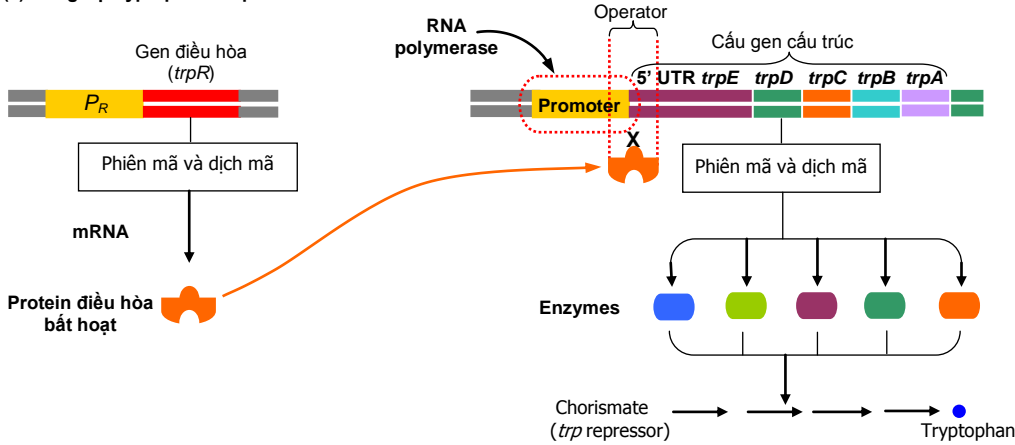 Operator
RNA
polymerase
Cấu gen cấu trúc
Gen điều hòa
(trpR)
5' UTR trpE trpD trpC trpB trpA
P_R
Promoter
X
Phiên mã và dịch mã
Phiên mã và dịch mã
mRNA
Protein điều hòa
bất hoạt
Enzymes
Chorismate
(trp repressor)
Tryptophan